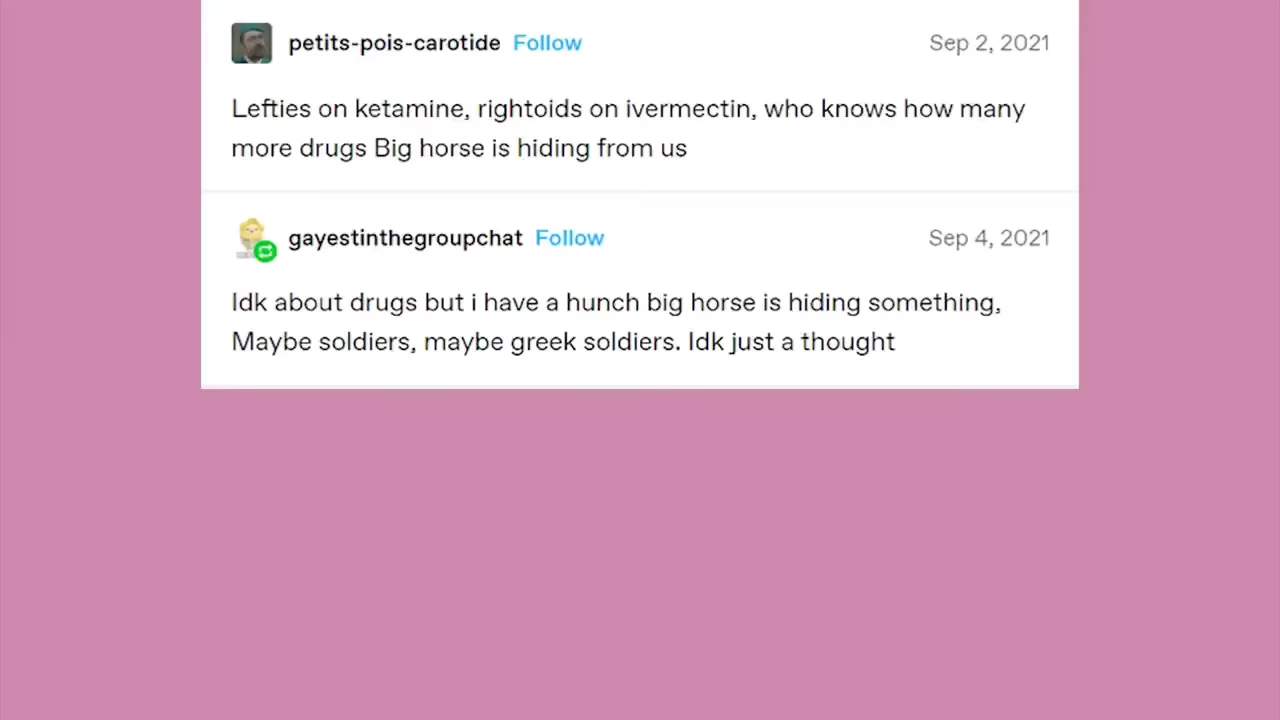 petits-pois-carotide Follow Sep 2, 2021
Lefties on ketamine, rightoids on ivermectin, who knows how many
more drugs Big horse is hiding from us
gayestinthegroupchat Follow Sep 4, 2021
Idk about drugs but i have a hunch big horse is hiding something,
Maybe soldiers, maybe greek soldiers. Idk just a thought